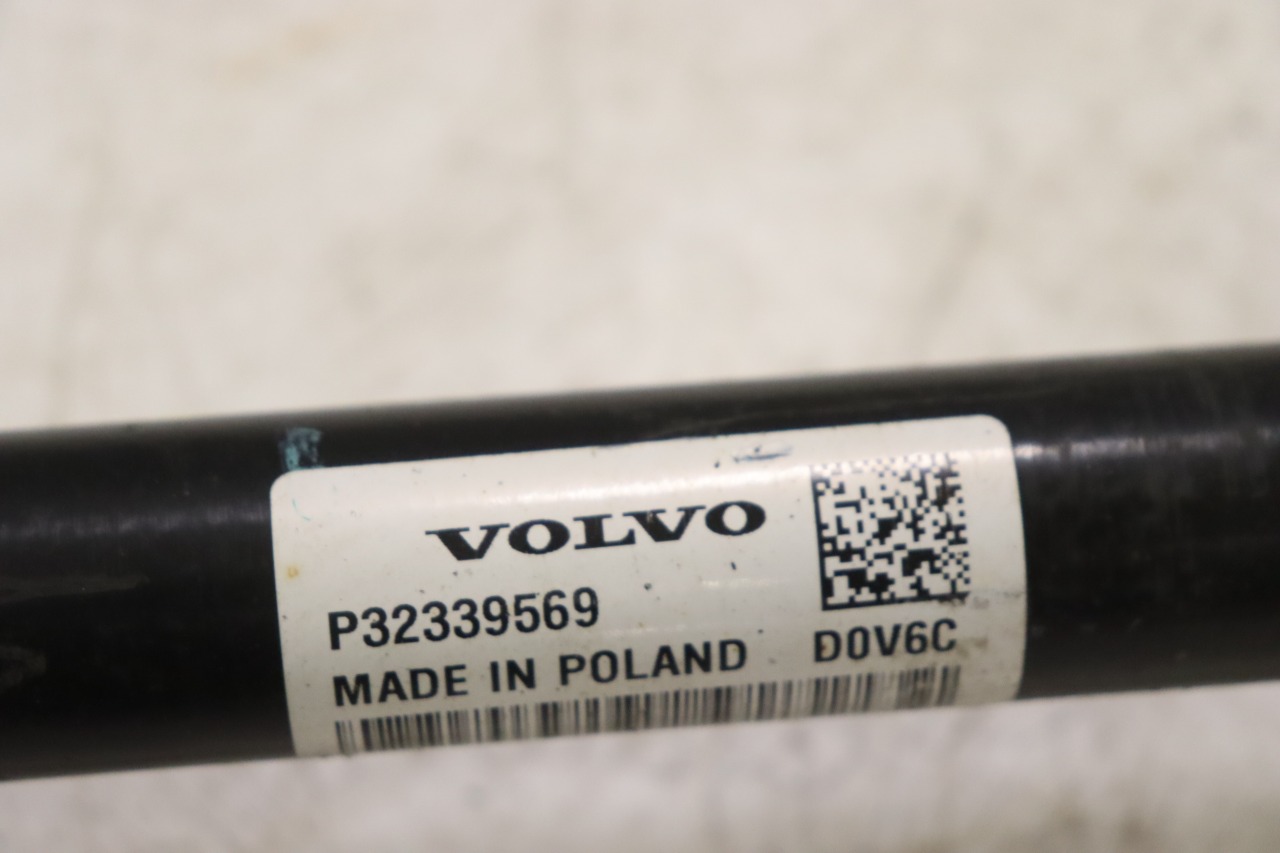 VOLVO
P32339569
MADE IN POLAND
D0V6C